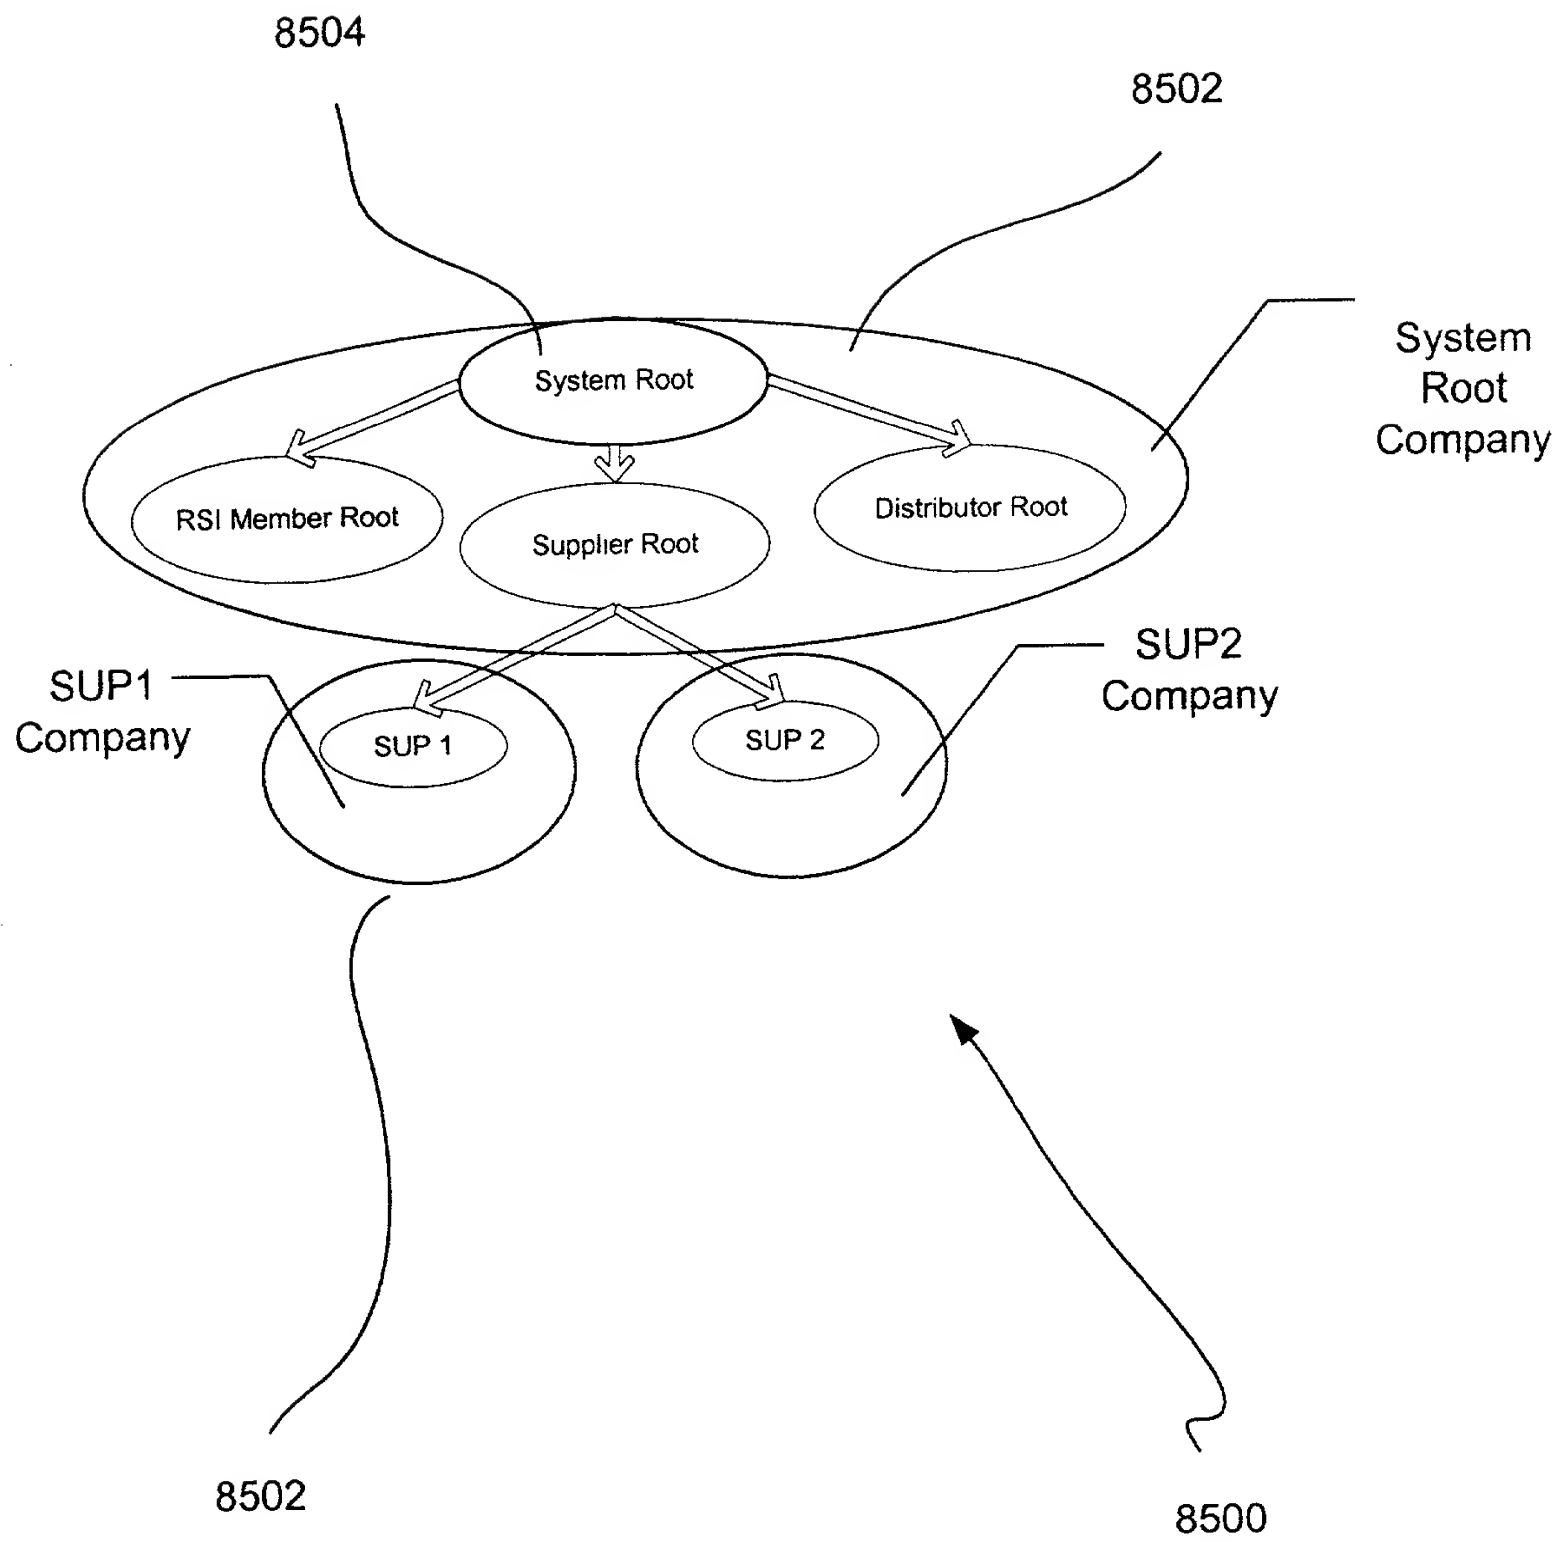 8504
8502
System
Root
Company
System Root
RSI Member Root
Supplier Root
Distributor Root
SUP1
Company
SUP2
Company
SUP 1
SUP 2
8502
8500